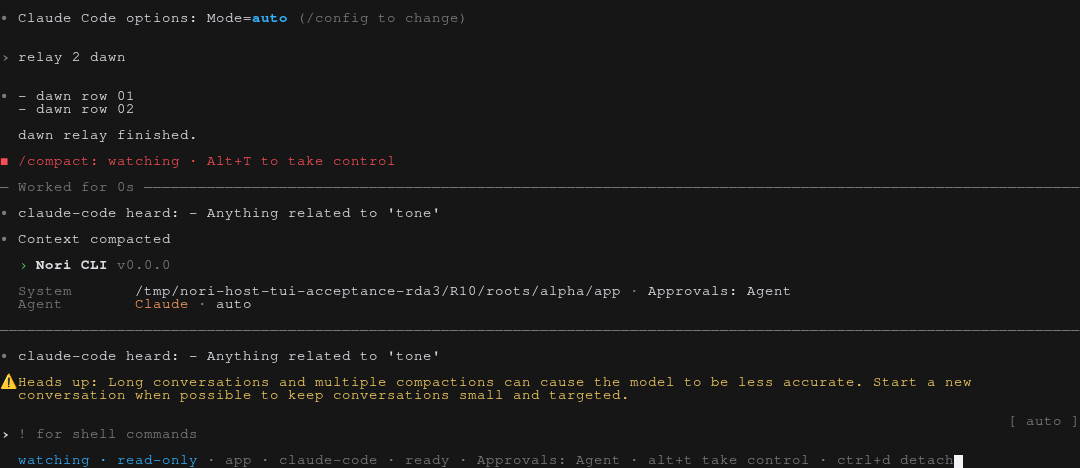 • Claude Code options: Mode=auto (/config to change)
› relay 2 dawn
• - dawn row 01
- dawn row 02
dawn relay finished.
■ /compact: watching · Alt+T to take control
─ Worked for 0s ─
• claude-code heard: - Anything related to 'tone'
• Context compacted
› Nori CLI v0.0.0
System /tmp/nori-host-tui-acceptance-rda3/R10/roots/alpha/app · Approvals: Agent
Agent Claude · auto
• claude-code heard: - Anything related to 'tone'
⚠ Heads up: Long conversations and multiple compactions can cause the model to be less accurate. Start a new
conversation when possible to keep conversations small and targeted.
[ auto ]
› ! for shell commands
watching · read-only · app · claude-code · ready · Approvals: Agent · alt+t take control · ctrl+d detach